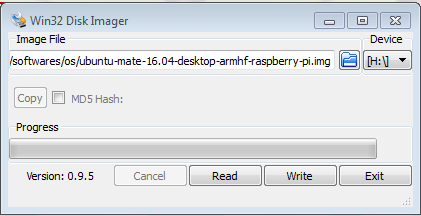 Win32 Disk Imager
Image File
Device
/softwares/os/ubuntu-mate-16.04-desktop-armhf-raspberry-pi.img
[H:\]
Copy
MD5 Hash:
Progress
Version: 0.9.5
Cancel
Read
Write
Exit